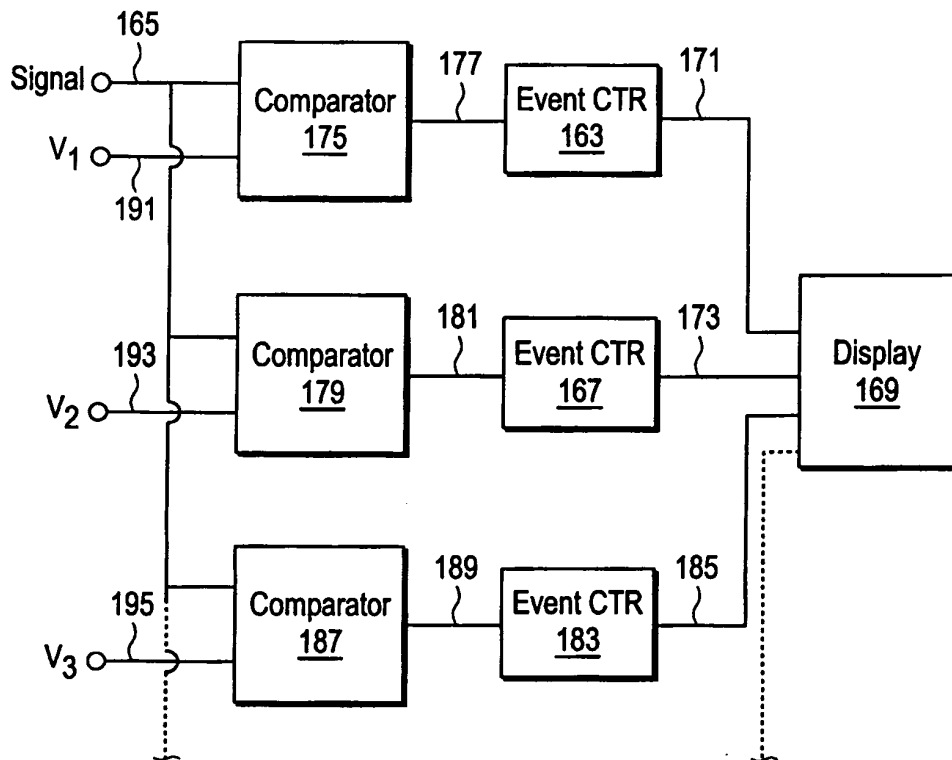 165
Signal
Comparator
175
177
Event CTR
163
171
V1
191
193
Comparator
179
181
Event CTR
167
173
Display
169
V2
195
Comparator
187
189
Event CTR
183
185
V3